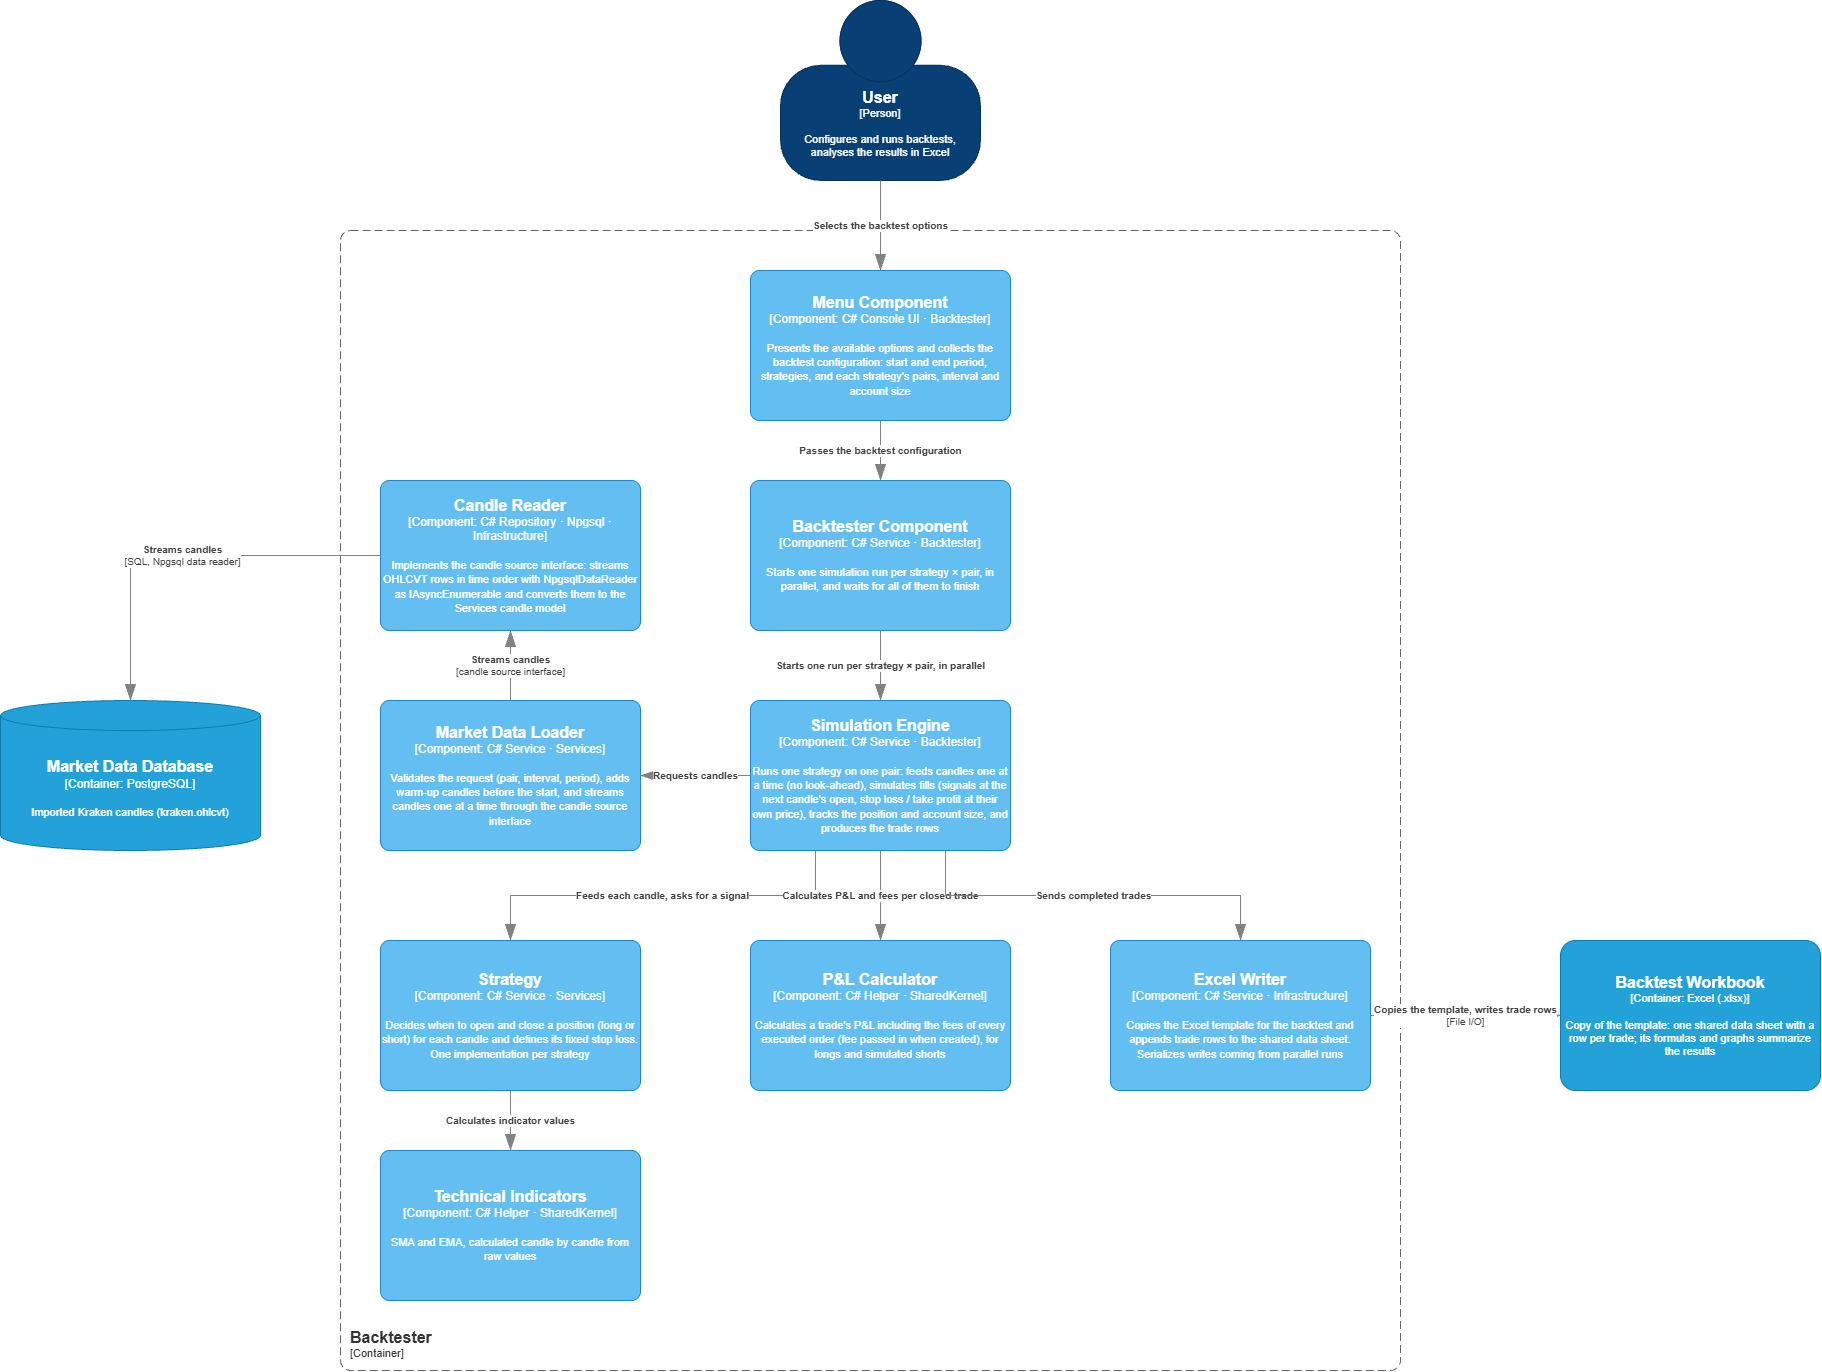 User
[Person]
Configures and runs backtests,
analyses the results in Excel
Selects the backtest options
Menu Component
[Component: C# Console UI · Backtester]
Presents the available options and collects the
backtest configuration: start and end period,
strategies, and each strategy's pairs, interval and
account size
Passes the backtest configuration
Candle Reader
[Component: C# Repository · Npgsql ·
Infrastructure]
Implements the candle source interface: streams
OHLCVT rows in time order with NpgsqlDataReader
as IAsyncEnumerable and converts them to the
Services candle model
Backtester Component
[Component: C# Service · Backtester]
Starts one simulation run per strategy × pair, in
parallel, and waits for all of them to finish
Streams candles
[SQL, Npgsql data reader]
Streams candles
[candle source interface]
Starts one run per strategy × pair, in parallel
Market Data Database
[Container: PostgreSQL]
Imported Kraken candles (kraken.ohlcvt)
Market Data Loader
[Component: C# Service · Services]
Validates the request (pair, interval, period), adds
warm-up candles before the start, and streams
candles one at a time through the candle source
interface
Requests candles
Simulation Engine
[Component: C# Service · Backtester]
Runs one strategy on one pair: feeds candles one at
a time (no look-ahead), simulates fills (signals at the
next candle's open, stop loss / take profit at their
own price), tracks the position and account size, and
produces the trade rows
Feeds each candle, asks for a signal
Calculates P&L and fees per closed trade
Sends completed trades
Strategy
[Component: C# Service · Services]
Decides when to open and close a position (long or
short) for each candle and defines its fixed stop loss.
One implementation per strategy
P&L Calculator
[Component: C# Helper · SharedKernel]
Calculates a trade's P&L including the fees of every
executed order (fee passed in when created), for
longs and simulated shorts
Excel Writer
[Component: C# Service · Infrastructure]
Copies the Excel template for the backtest and
appends trade rows to the shared data sheet.
Serializes writes coming from parallel runs
Copies the template, writes trade rows
[File I/O]
Backtest Workbook
[Container: Excel (.xlsx)]
Copy of the template: one shared data sheet with a
row per trade; its formulas and graphs summarize
the results
Calculates indicator values
Technical Indicators
[Component: C# Helper · SharedKernel]
SMA and EMA, calculated candle by candle from
raw values
Backtester
[Container]